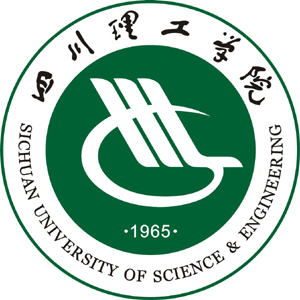 四川理工学院
·1965·
SICHUAN UNIVERSITY OF SCIENCE & ENGINEERING